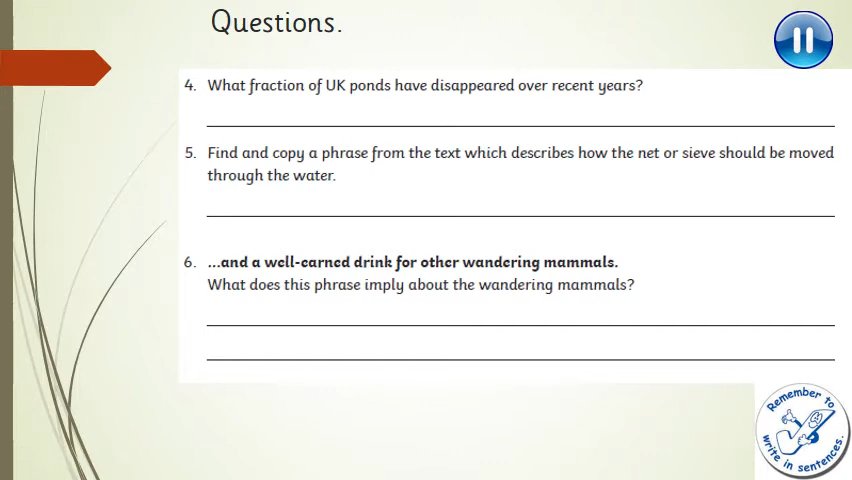 Questions.
4. What fraction of UK ponds have disappeared over recent years?
5. Find and copy a phrase from the text which describes how the net or sieve should be moved
through the water.
6. ...and a well-earned drink for other wandering mammals.
What does this phrase imply about the wandering mammals?
Remember to
write in sentences.